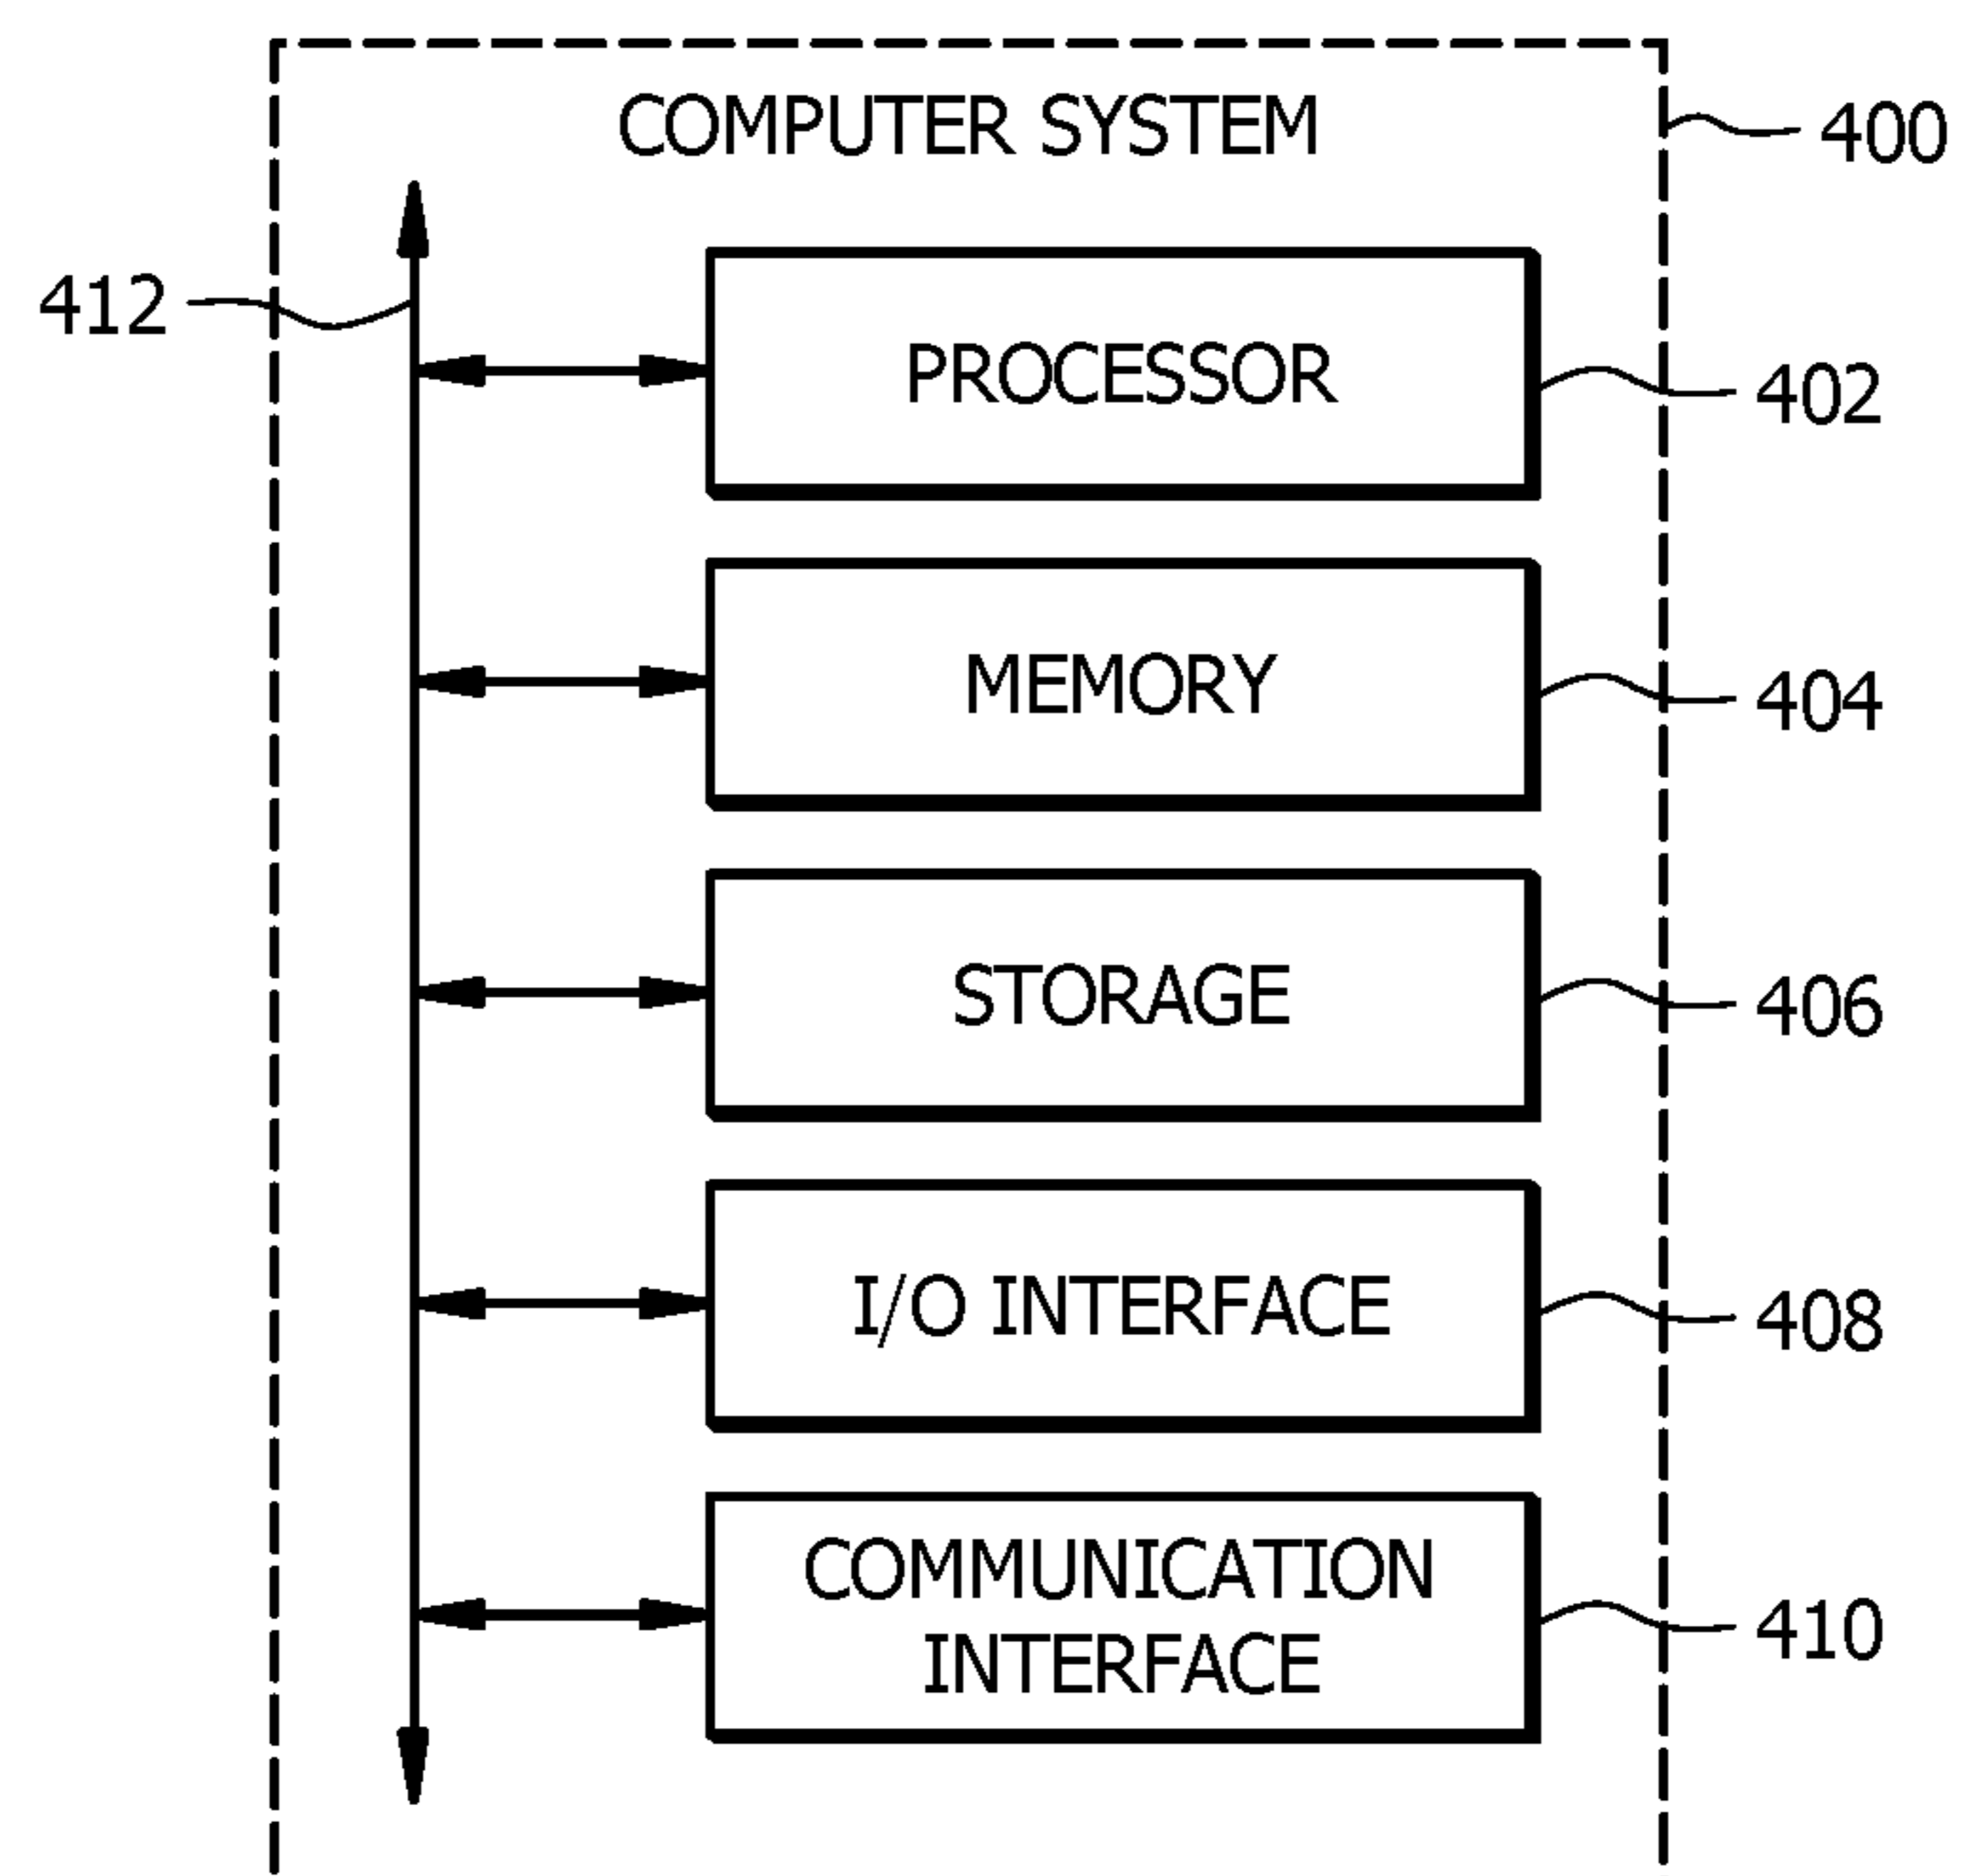 COMPUTER SYSTEM
400
412
PROCESSOR
402
MEMORY
404
STORAGE
406
I/O INTERFACE
408
COMMUNICATION
INTERFACE
410